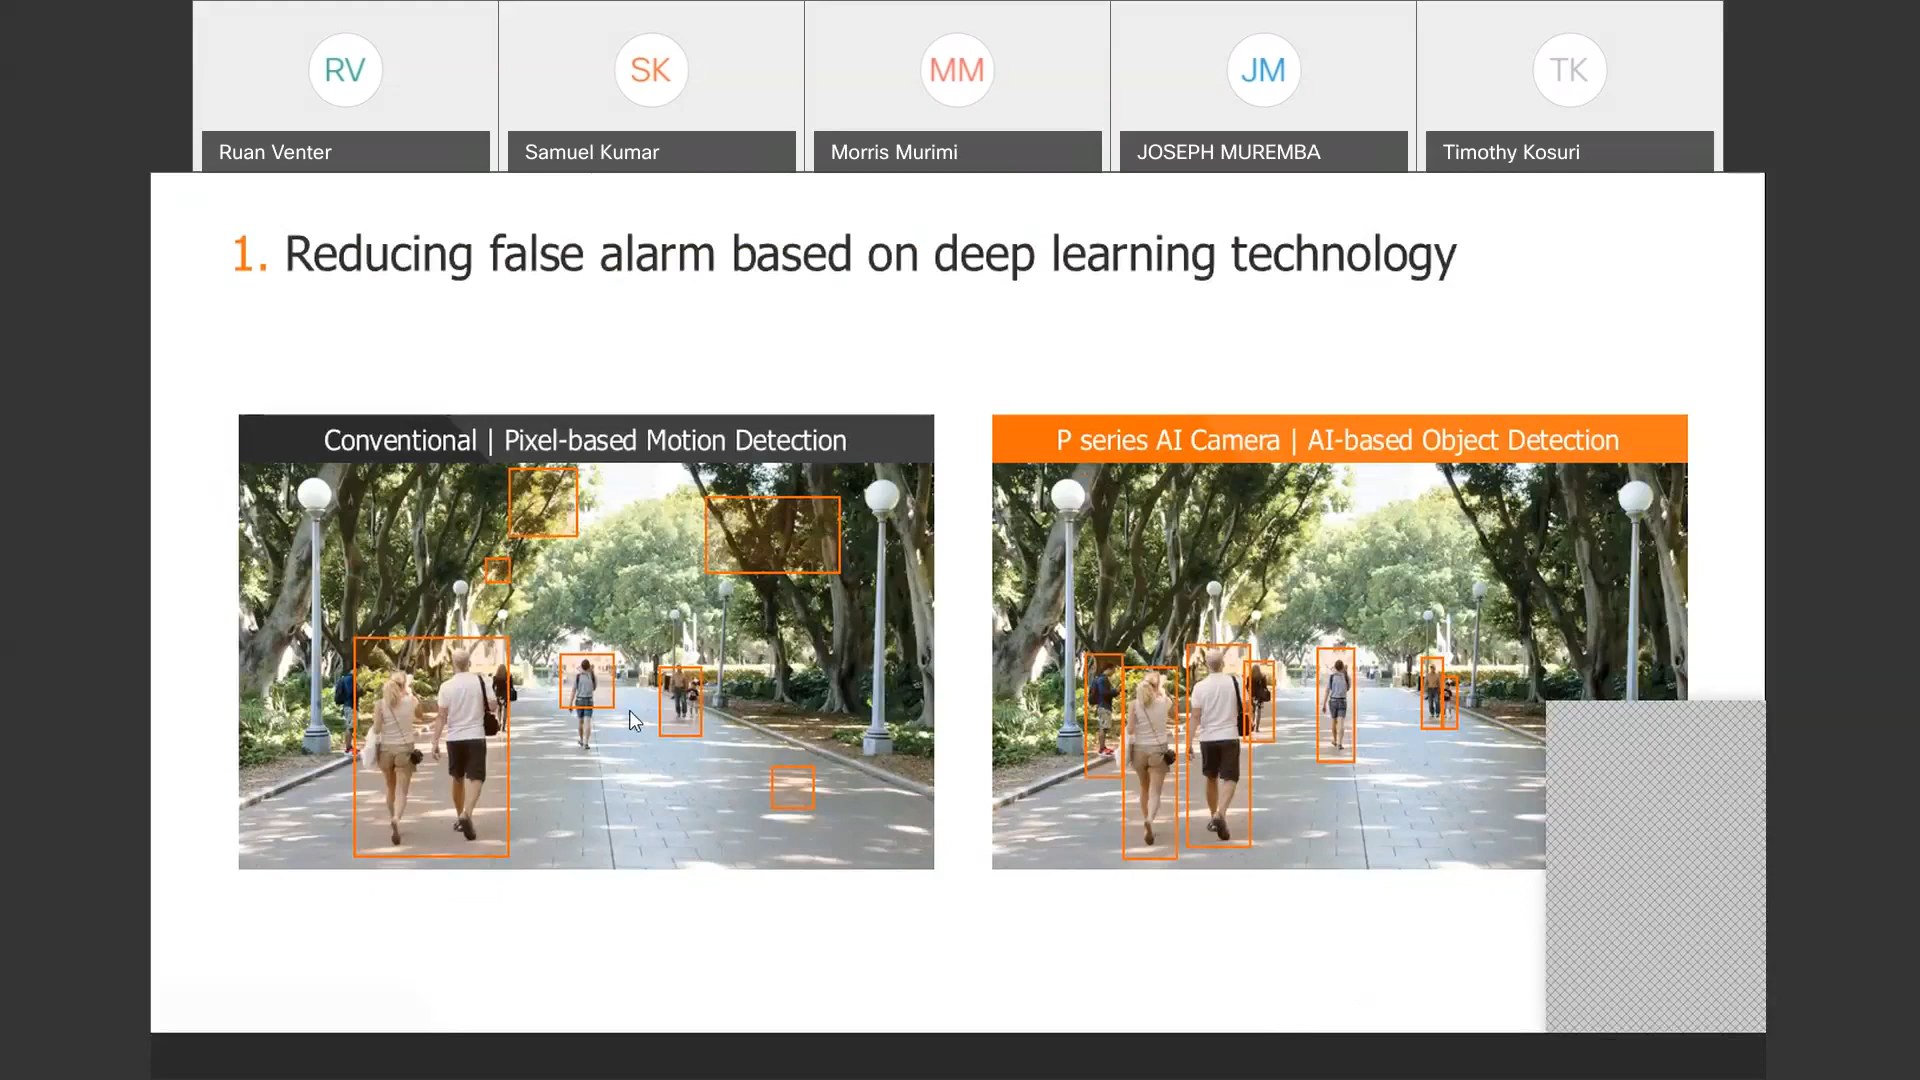 RV
SK
MM
JM
TK
Ruan Venter
Samuel Kumar
Morris Murimi
JOSEPH MUREMBA
Timothy Kosuri
1. Reducing false alarm based on deep learning technology
Conventional | Pixel-based Motion Detection
P series AI Camera | AI-based Object Detection